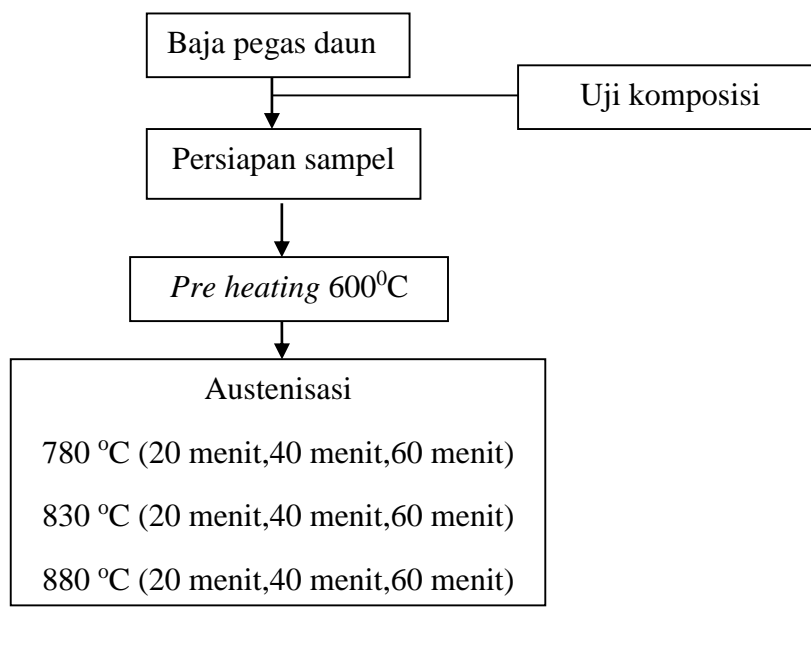 Baja pegas daun
Uji komposisi
Persiapan sampel
Pre heating 600⁰C
Austenisasi
780 ᵒC (20 menit,40 menit,60 menit)
830 ᵒC (20 menit,40 menit,60 menit)
880 ᵒC (20 menit,40 menit,60 menit)